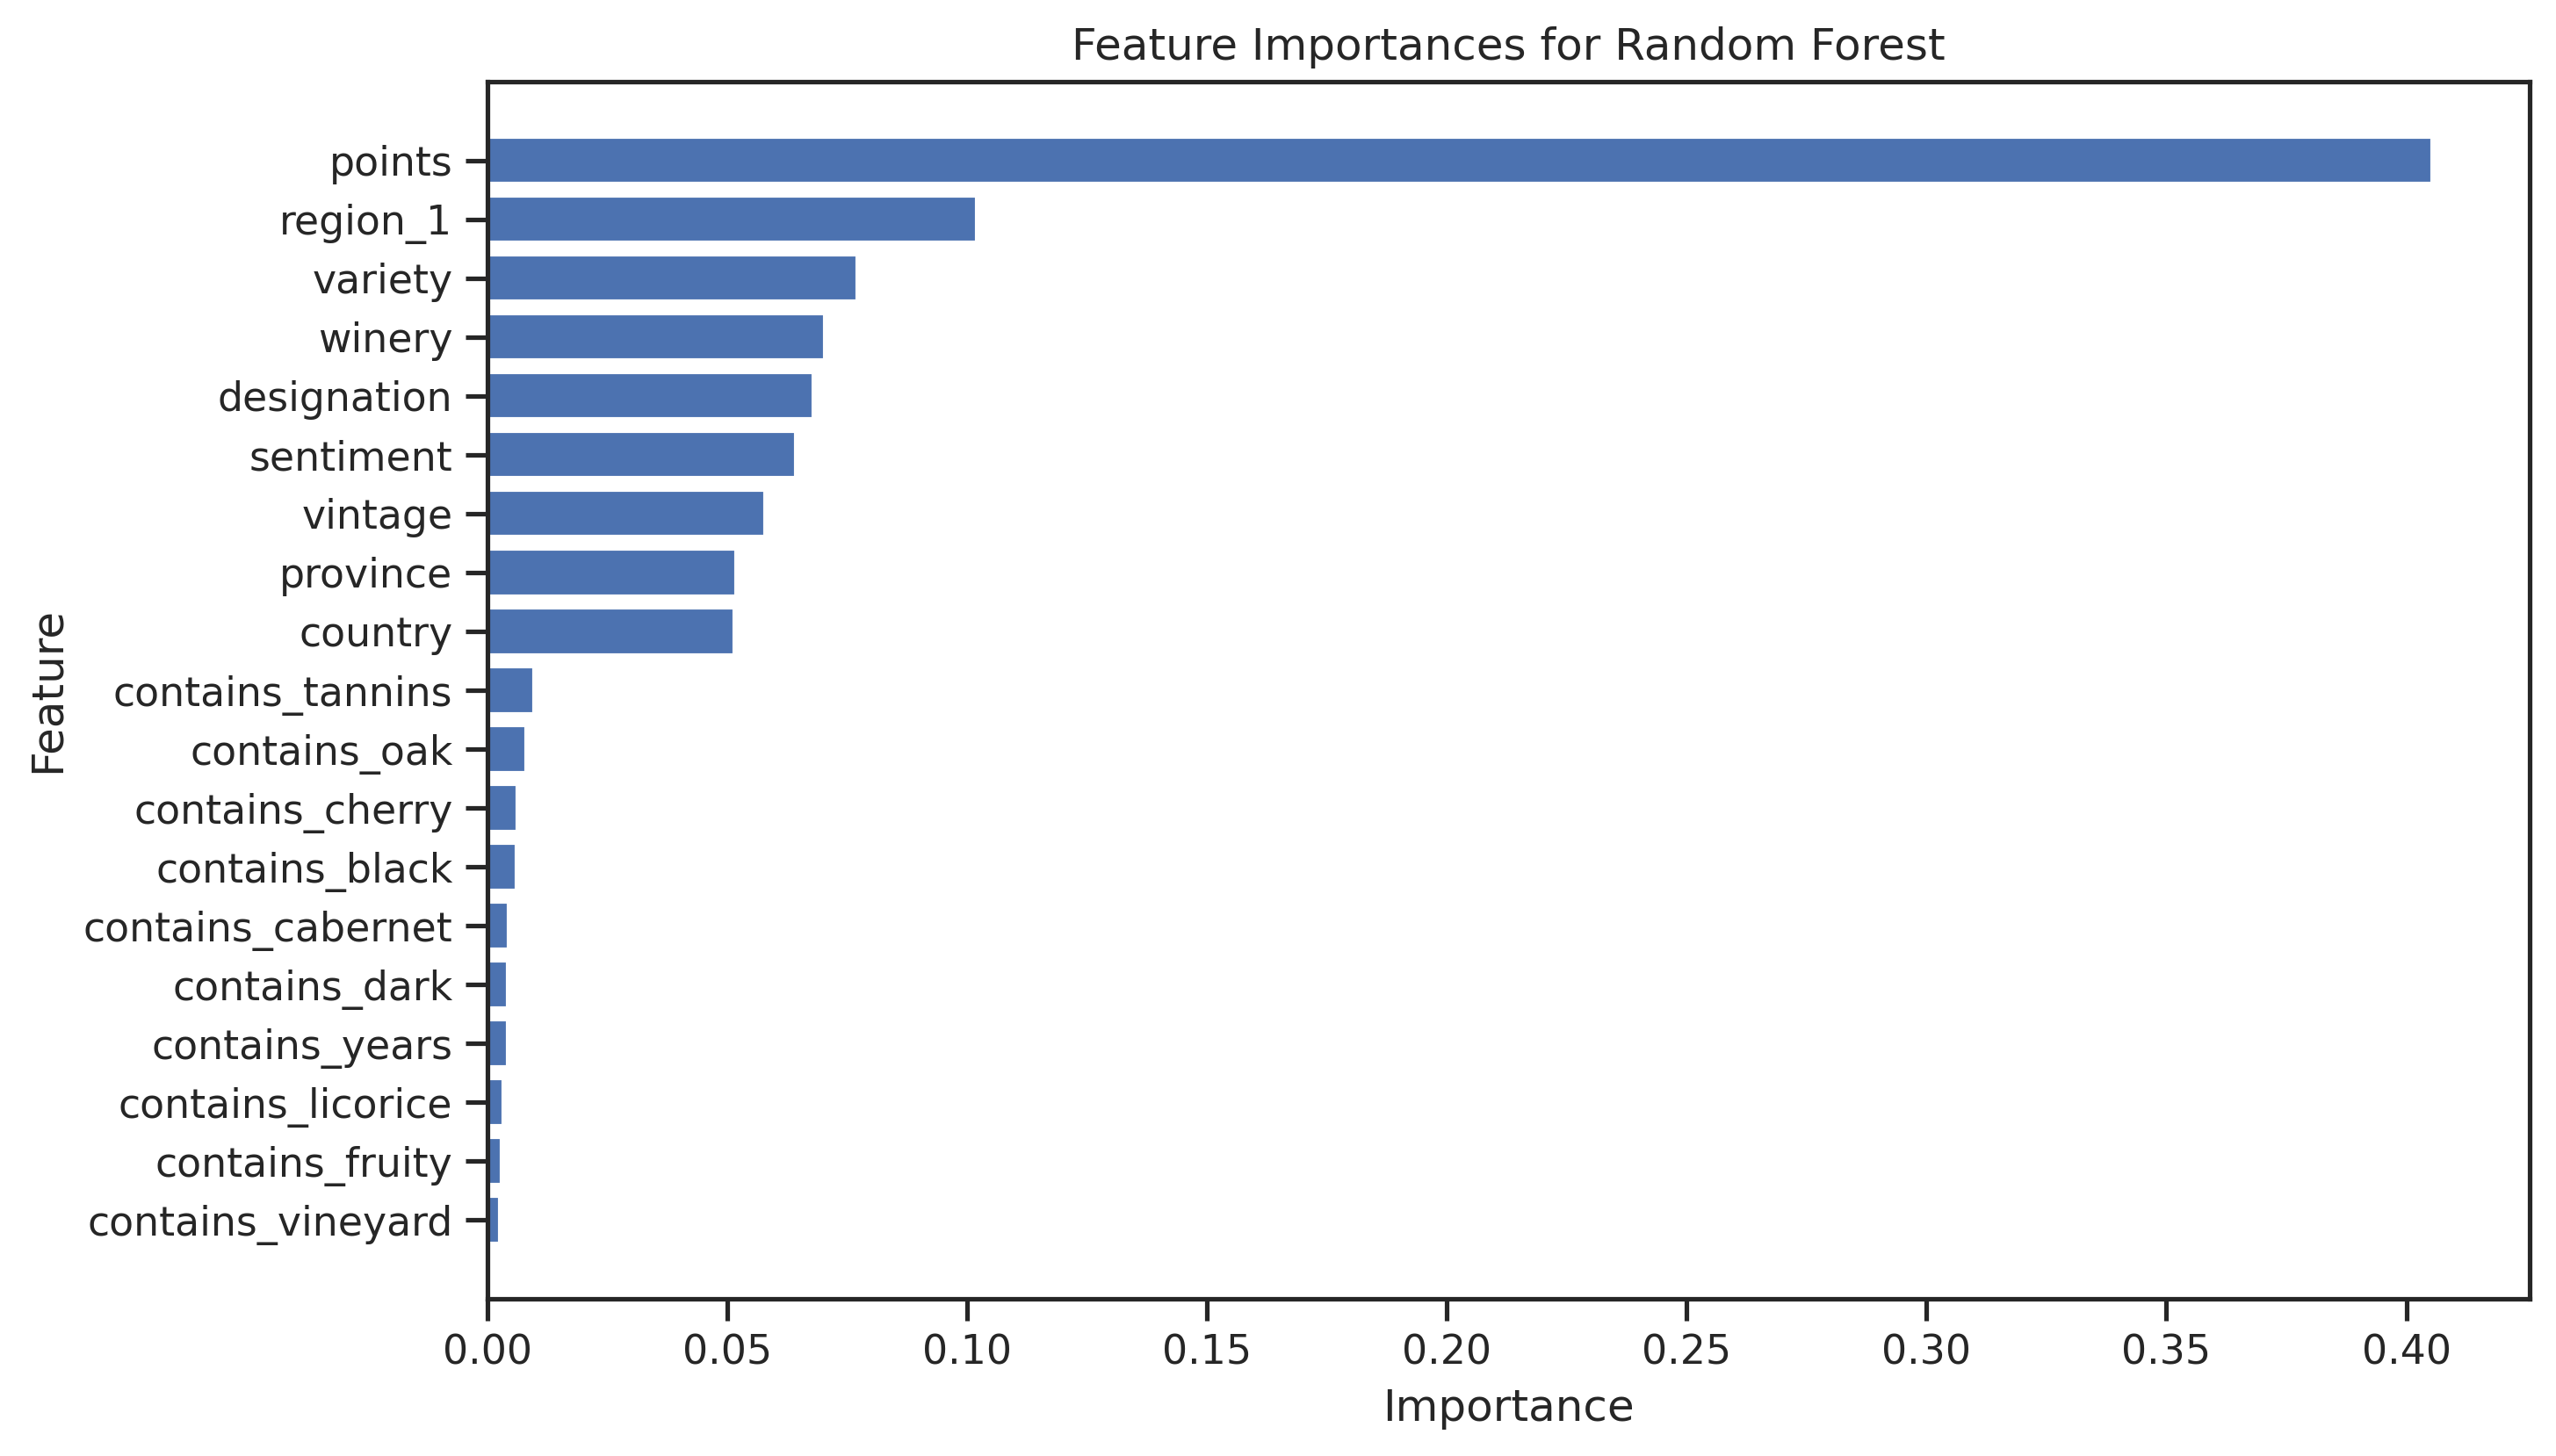 Feature Importances for Random Forest
points
region_1
variety
winery
designation
sentiment
vintage
province
country
contains_tannins
contains_oak
contains_cherry
contains_black
contains_cabernet
contains_dark
contains_years
contains_licorice
contains_fruity
contains_vineyard
Feature
0.00 0.05 0.10 0.15 0.20 0.25 0.30 0.35 0.40
Importance